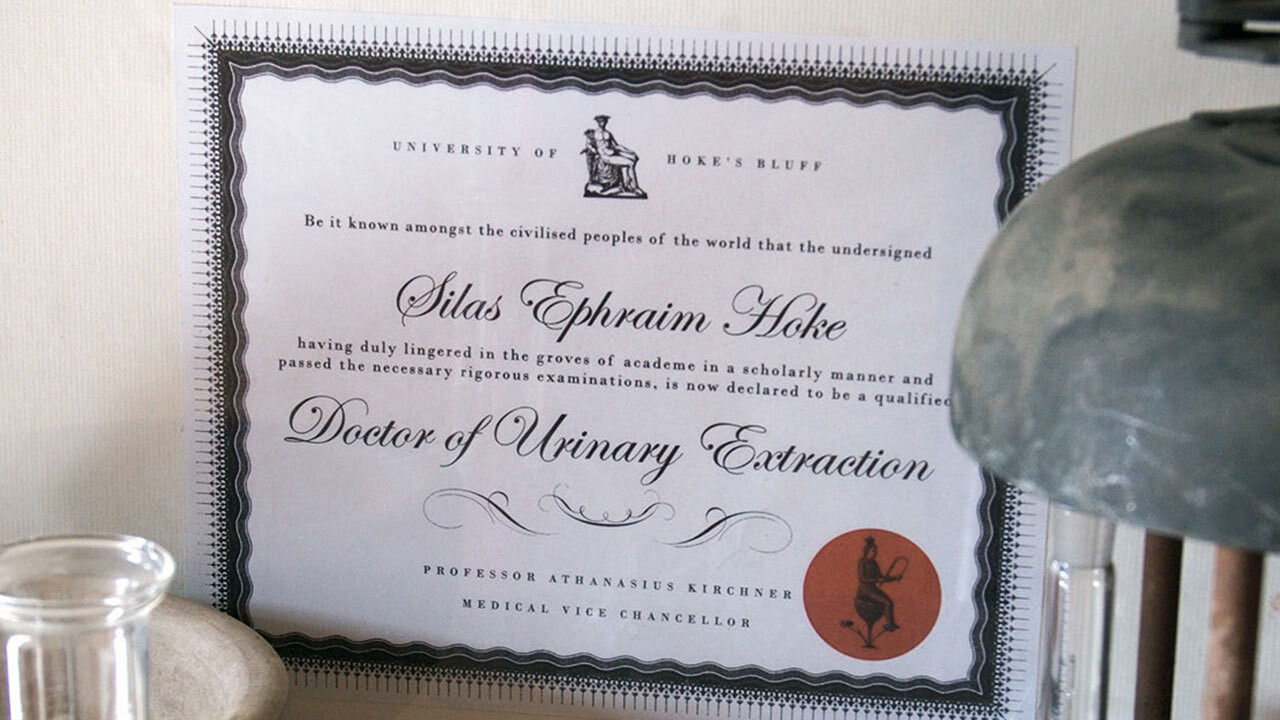 UNIVERSITY OF HOKE'S BLUFF
Be it known amongst the civilised peoples of the world that the undersigned
Silas Ephraim Hoke
having duly lingered in the groves of academe in a scholarly manner and
passed the necessary rigorous examinations, is now declared to be a qualified
Doctor of Urinary Extraction
PROFESSOR ATHANASIUS KIRCHNER
MEDICAL VICE CHANCELLOR